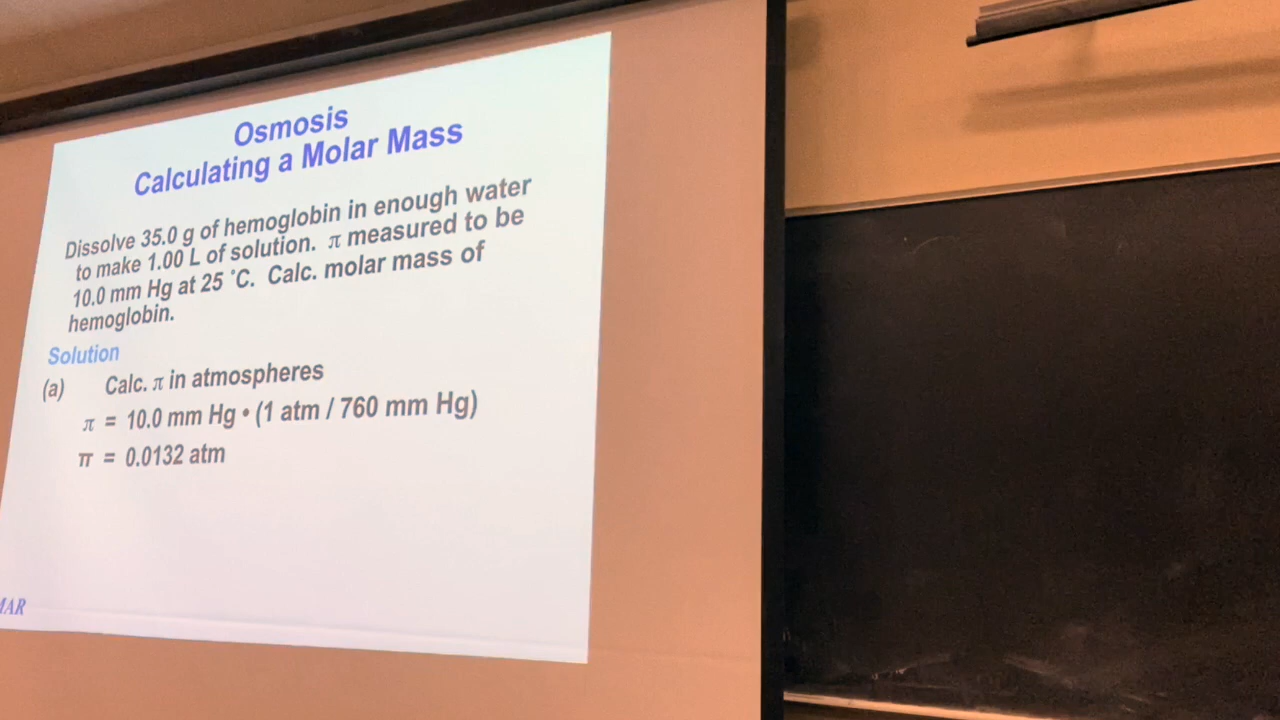 Osmosis
Calculating a Molar Mass
Dissolve 35.0 g of hemoglobin in enough water
to make 1.00 L of solution. π measured to be
10.0 mm Hg at 25 ˚C. Calc. molar mass of
hemoglobin.
Solution
(a) Calc. π in atmospheres
π = 10.0 mm Hg • (1 atm / 760 mm Hg)
π = 0.0132 atm
MAR